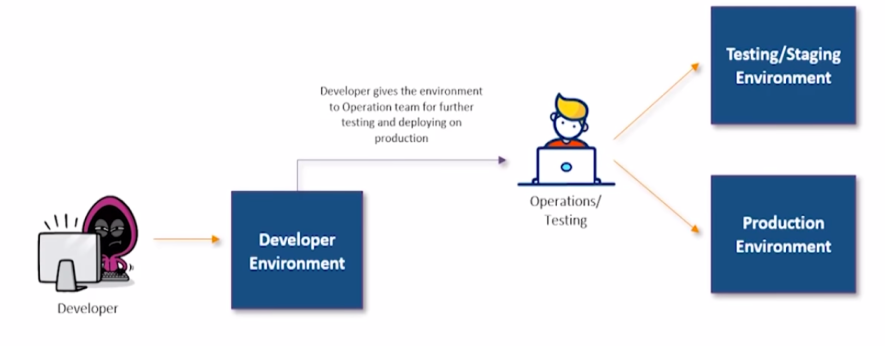 Developer
Developer
Environment
Developer gives the environment
to Operation team for further
testing and deploying on
production
Operations/
Testing
Testing/Staging
Environment
Production
Environment